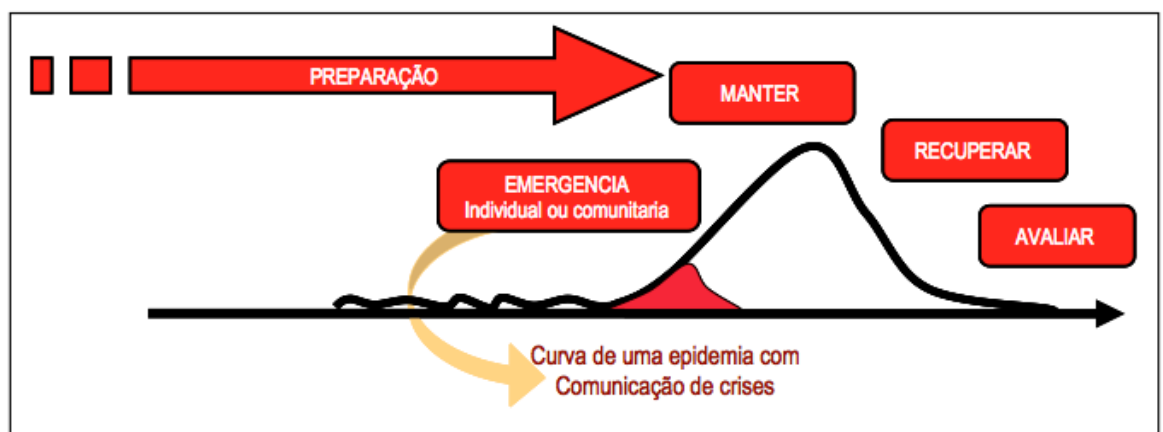 PREPARAÇÃO
MANTER
RECUPERAR
EMERGENCIA
Individual ou comunitaria
AVALIAR
Curva de uma epidemia com
Comunicação de crises